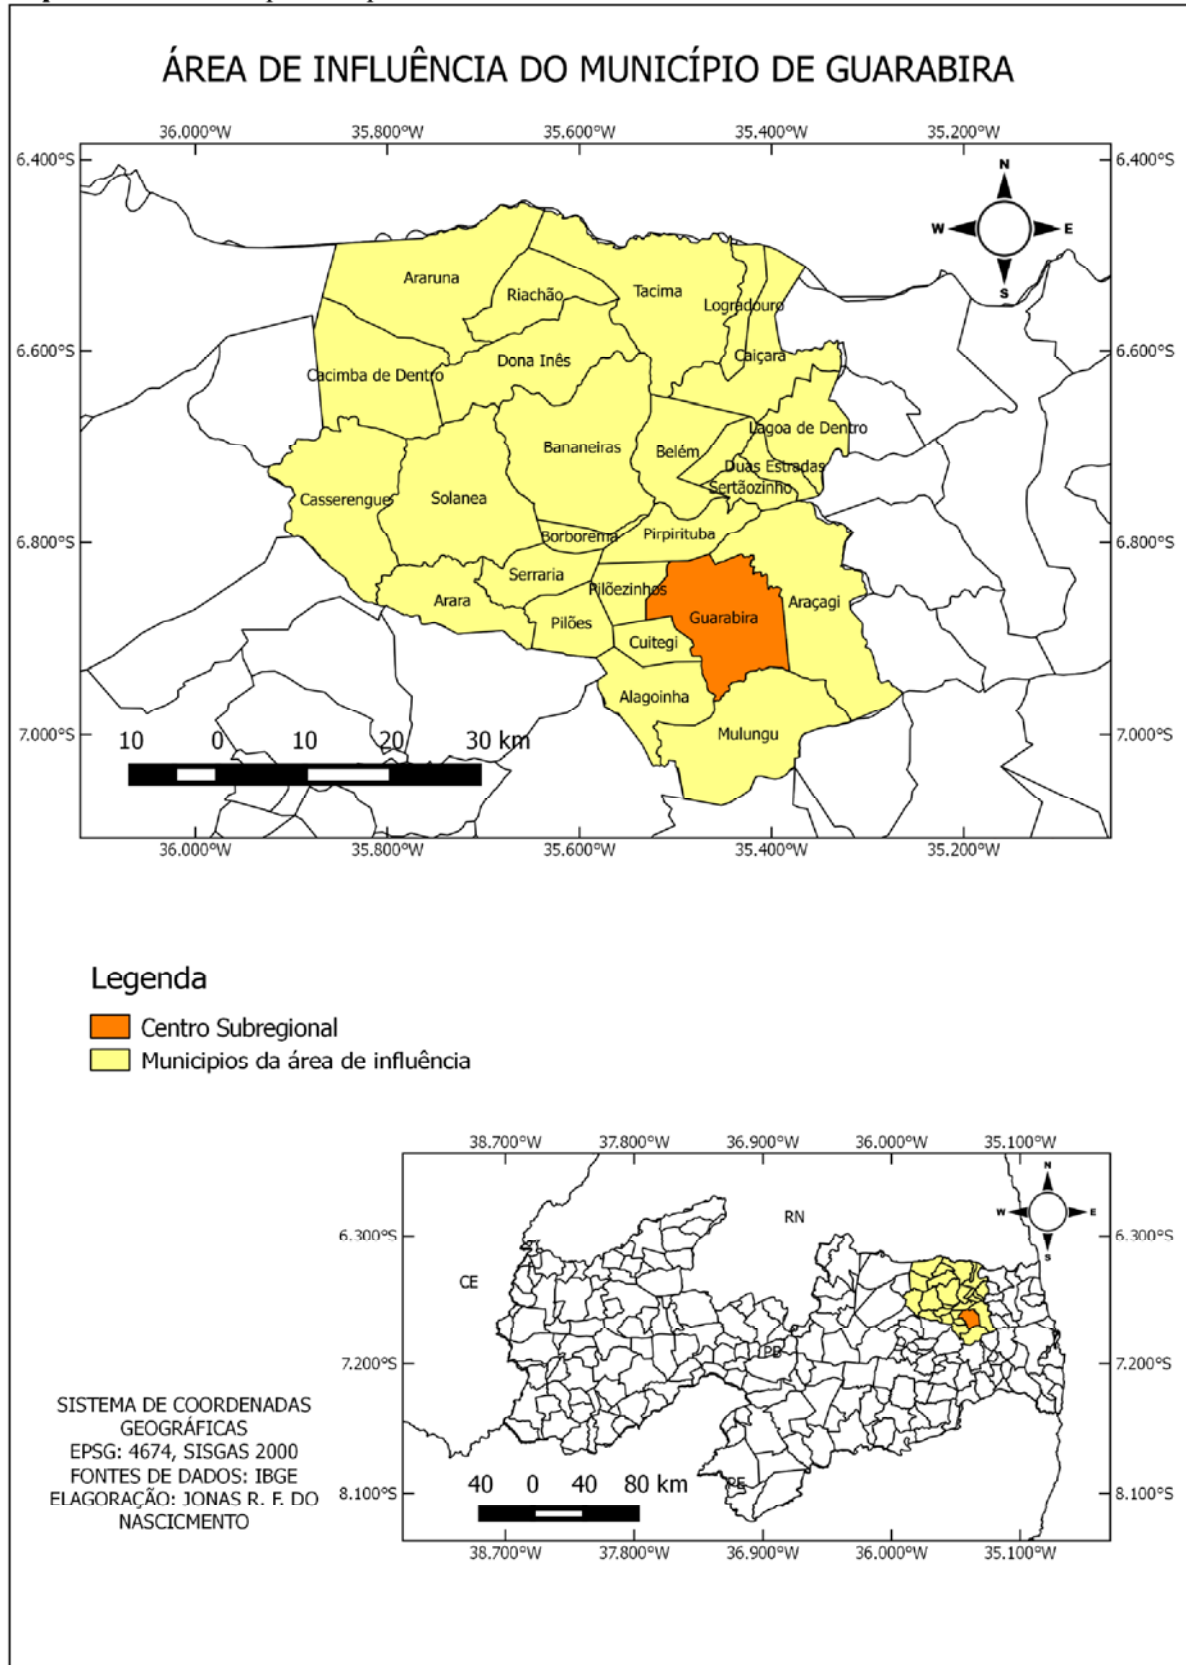 ÁREA DE INFLUÊNCIA DO MUNICÍPIO DE GUARABIRA
36.000°W 35.800°W 35.600°W 35.400°W 35.200°W
6.400°S 6.400°S
N
W E
S
Araruna
Riachão
Tacima
Logradouro
6.600°S 6.600°S
Caiçara
Dona Inês
Cacimba de Dentro
Lagoa de Dentro
Bananeiras
Belém
Duas Estradas
Sertãozinho
Casserengue
Solanea
6.800°S 6.800°S
Borborema
Pirpirituba
Serraria
Pilõezinhos
Arara
Araçagi
Guarabira
Pilões
Cuitegi
Alagoinha
Mulungu
7.000°S 7.000°S
10 0 10 20 30 km
36.000°W 35.800°W 35.600°W 35.400°W 35.200°W
Legenda
Centro Subregional
Municipios da área de influência
38.700°W 37.800°W 36.900°W 36.000°W 35.100°W
N
W E
S
RN
6.300°S 6.300°S
CE
PB
7.200°S 7.200°S
PE
40 0 40 80 km
8.100°S 8.100°S
38.700°W 37.800°W 36.900°W 36.000°W 35.100°W
SISTEMA DE COORDENADAS
GEOGRÁFICAS
EPSG: 4674, SISGAS 2000
FONTES DE DADOS: IBGE
ELAGORAÇÃO: JONAS R. F. DO
NASCICMENTO